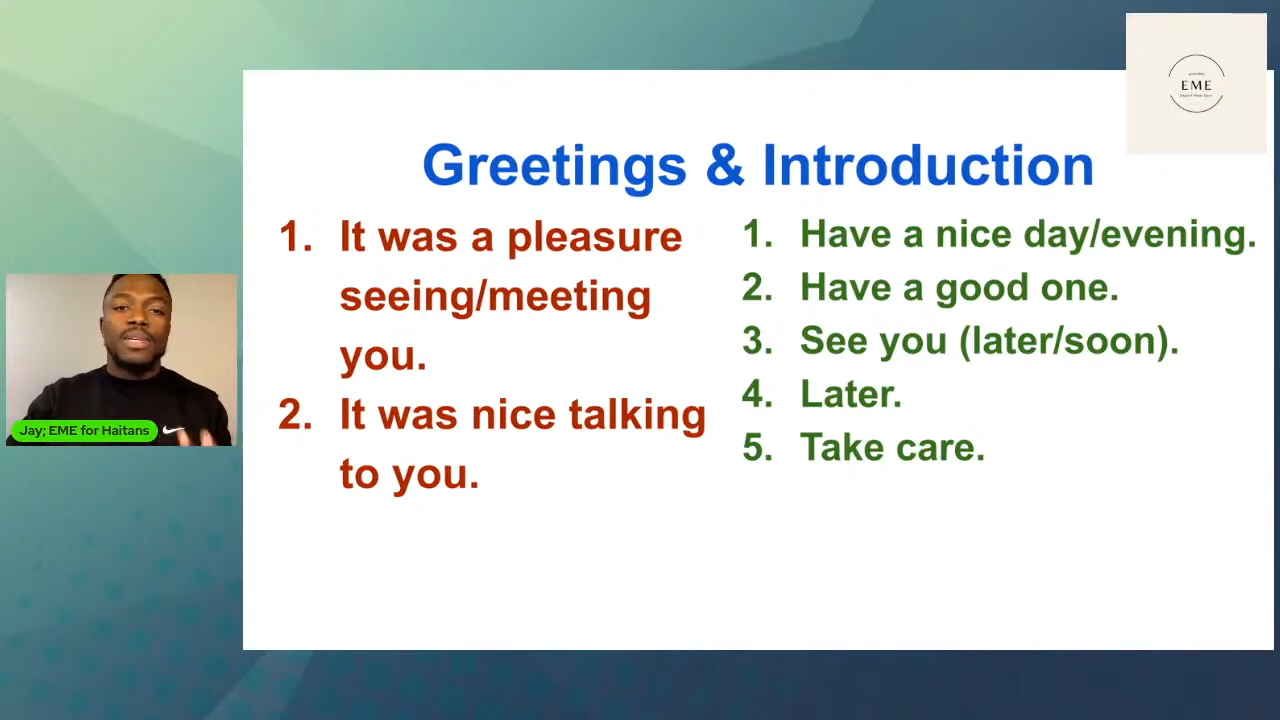 EME
Greetings & Introduction
1. It was a pleasure
seeing/meeting
you.
2. It was nice talking
to you.
1. Have a nice day/evening.
2. Have a good one.
3. See you (later/soon).
4. Later.
5. Take care.
Jay; EME for Haitans